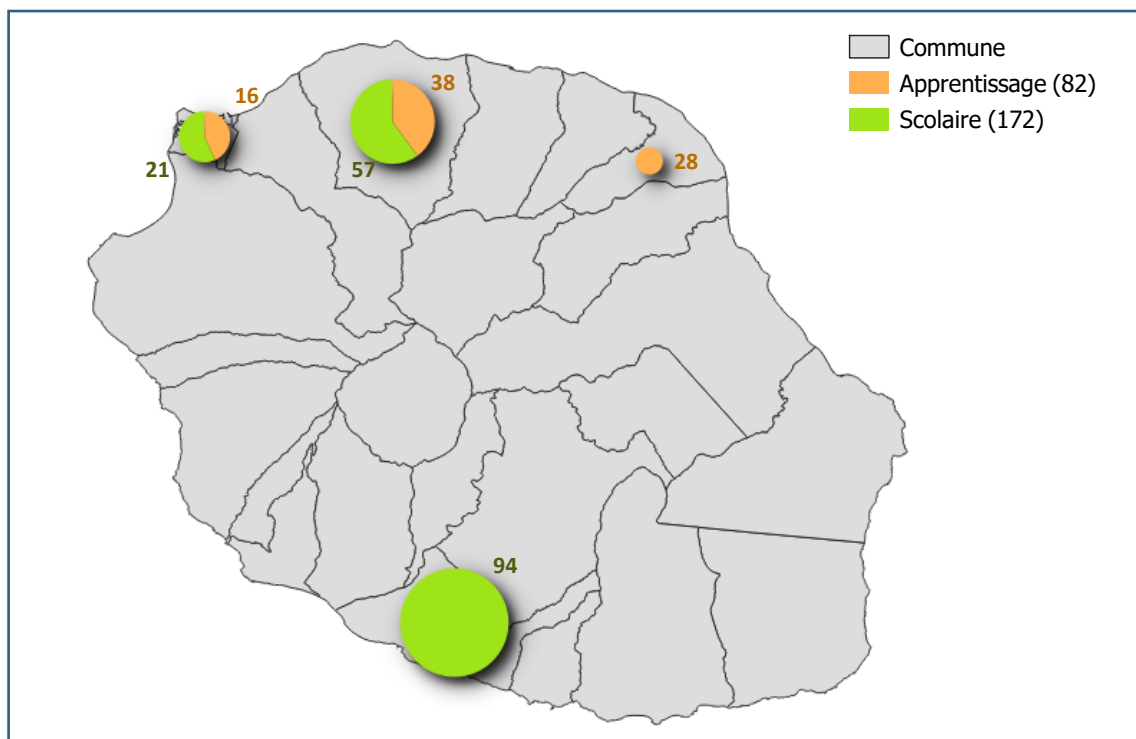 Commune
Apprentissage (82)
Scolaire (172)
16
38
21
57
28
94